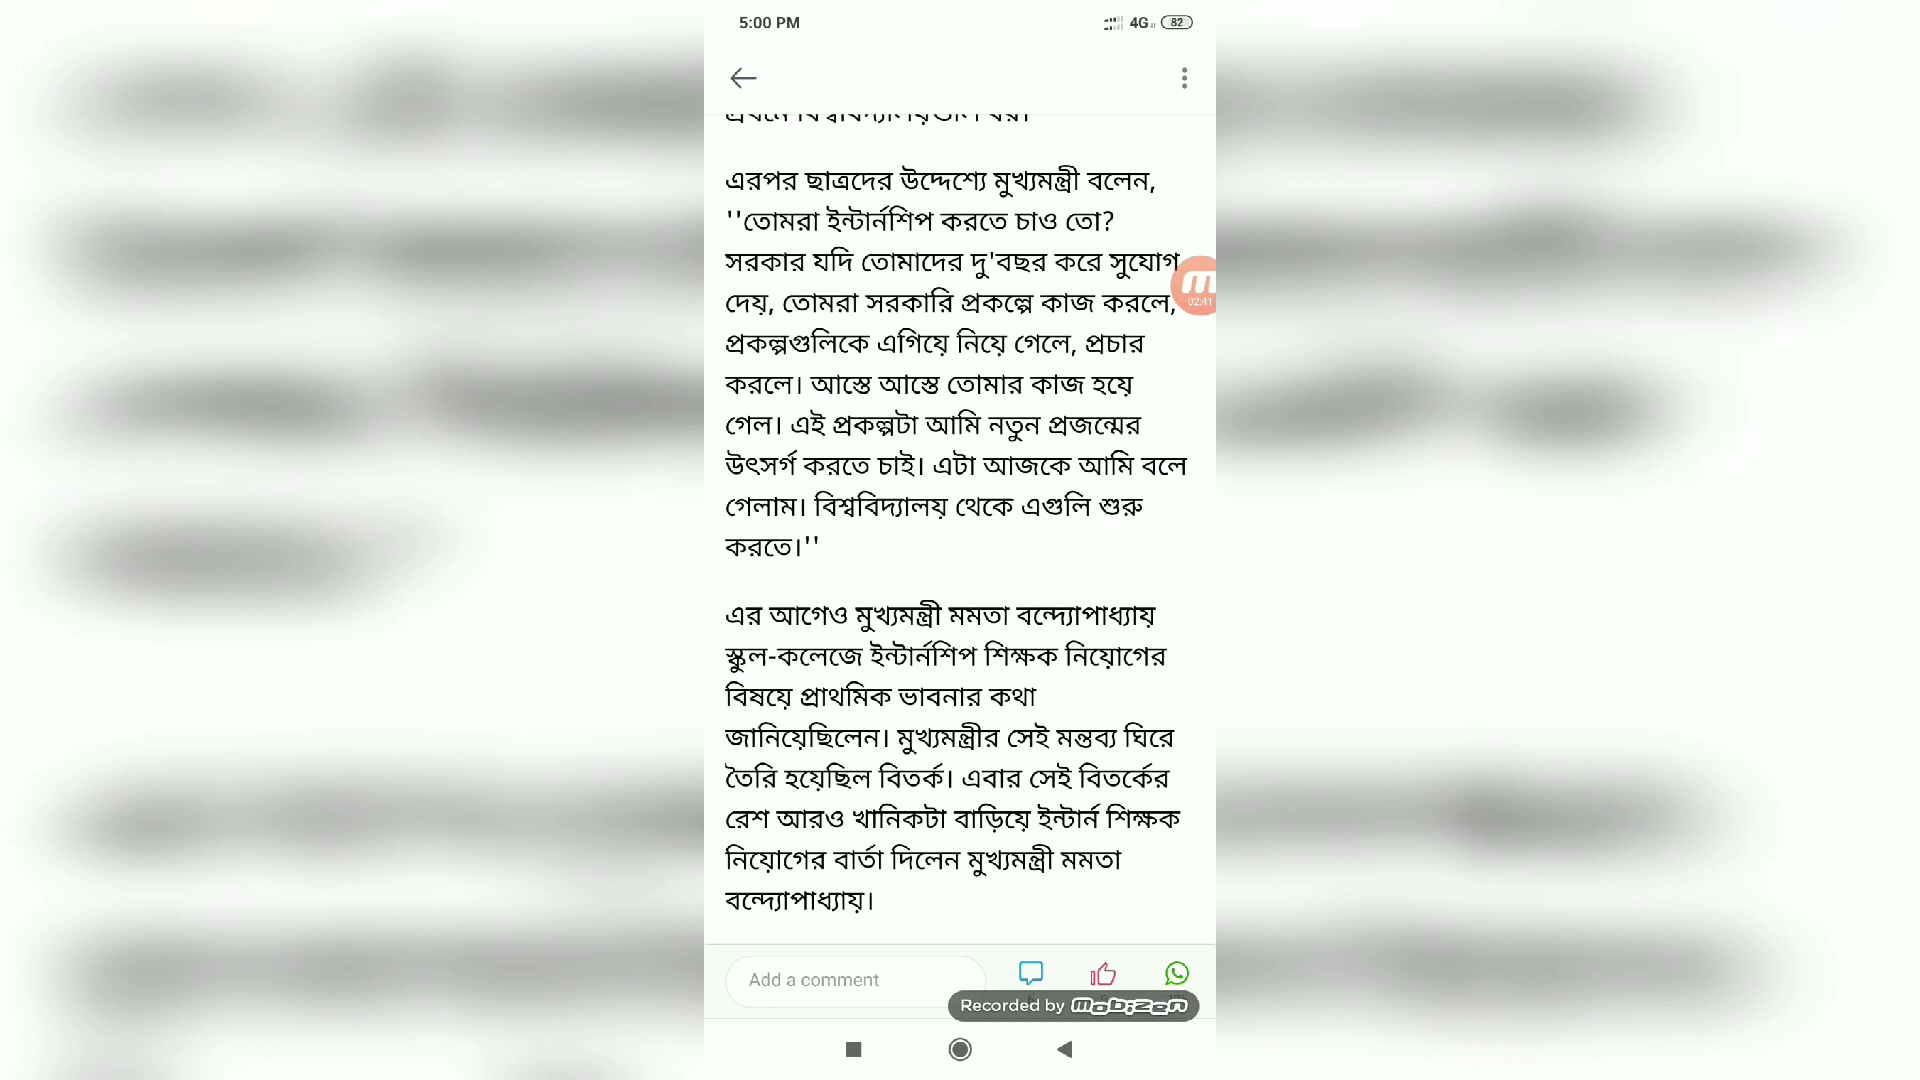 5:00 PM
4G
82
এরপর ছাত্রদের উদ্দেশ্যে মুখ্যমন্ত্রী বলেন,
''তোমরা ইন্টার্নশিপ করতে চাও তো?
সরকার যদি তোমাদের দু'বছর করে সুযোগ
দেয়, তোমরা সরকারি প্রকল্পে কাজ করলে,
02:41
প্রকল্পগুলিকে এগিয়ে নিয়ে গেলে, প্রচার
করলে। আস্তে আস্তে তোমার কাজ হয়ে
গেল। এই প্রকল্পটা আমি নতুন প্রজন্মের
উৎসর্গ করতে চাই। এটা আজকে আমি বলে
গেলাম। বিশ্ববিদ্যালয় থেকে এগুলি শুরু
করতে।''
এর আগেও মুখ্যমন্ত্রী মমতা বন্দ্যোপাধ্যায়
স্কুল-কলেজে ইন্টার্নশিপ শিক্ষক নিয়োগের
বিষয়ে প্রাথমিক ভাবনার কথা
জানিয়েছিলেন। মুখ্যমন্ত্রীর সেই মন্তব্য ঘিরে
তৈরি হয়েছিল বিতর্ক। এবার সেই বিতর্কের
রেশ আরও খানিকটা বাড়িয়ে ইন্টার্ন শিক্ষক
নিয়োগের বার্তা দিলেন মুখ্যমন্ত্রী মমতা
বন্দ্যোপাধ্যায়।
Add a comment
Recorded by mobizen